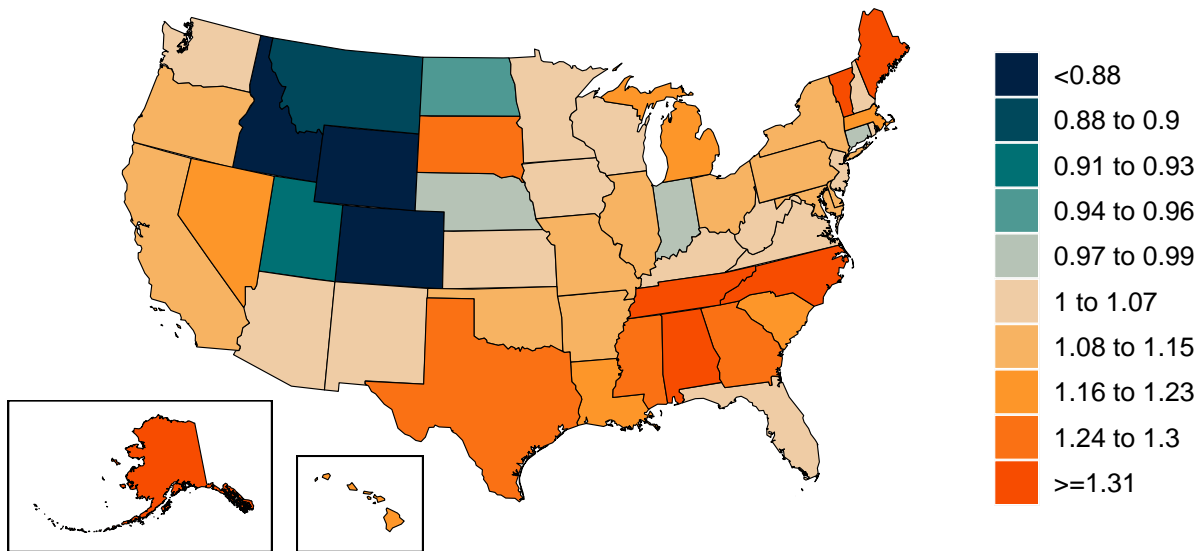 <0.88
0.88 to 0.9
0.91 to 0.93
0.94 to 0.96
0.97 to 0.99
1 to 1.07
1.08 to 1.15
1.16 to 1.23
1.24 to 1.3
>=1.31